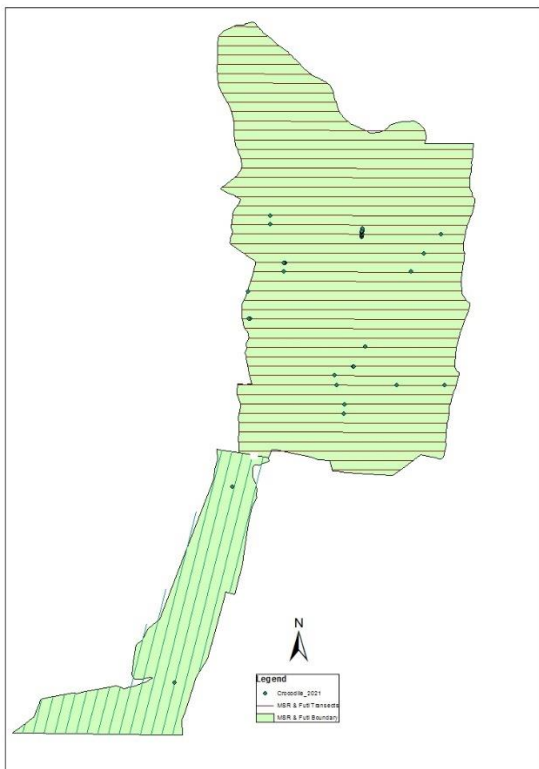 N
Legend
Crocodile_2021
MSR & Futi Transects
MSR & Futi Boundary